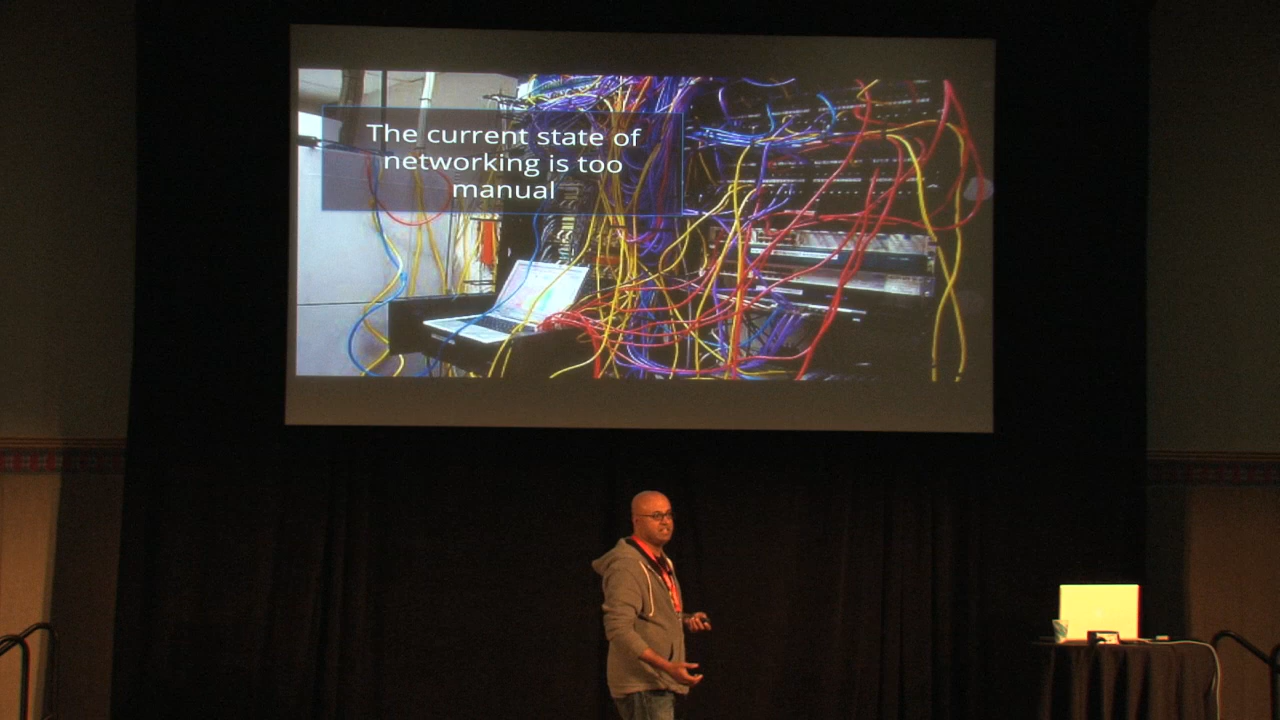 The current state of
networking is too
manual